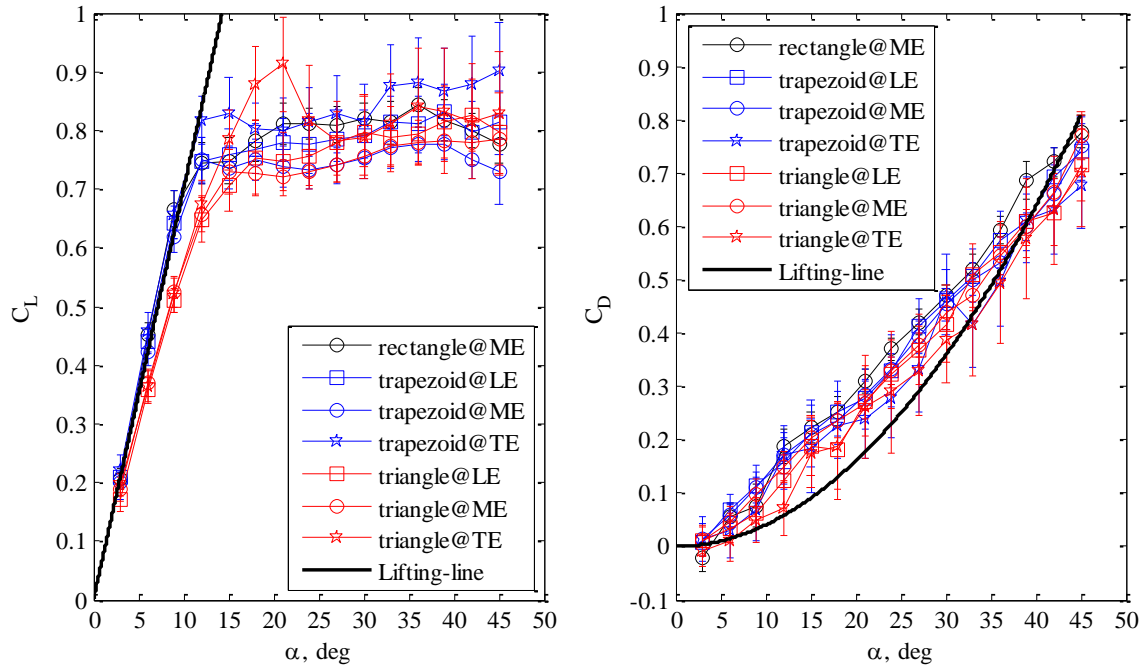 1
0.9
0.8
0.7
0.6
0.5
0.4
0.3
0.2
0.1
0
C_L
0 5 10 15 20 25 30 35 40 45 50
α, deg
rectangle@ME
trapezoid@LE
trapezoid@ME
trapezoid@TE
triangle@LE
triangle@ME
triangle@TE
Lifting-line
1
0.9
0.8
0.7
0.6
0.5
0.4
0.3
0.2
0.1
0
-0.1
C_D
0 5 10 15 20 25 30 35 40 45 50
α, deg
rectangle@ME
trapezoid@LE
trapezoid@ME
trapezoid@TE
triangle@LE
triangle@ME
triangle@TE
Lifting-line